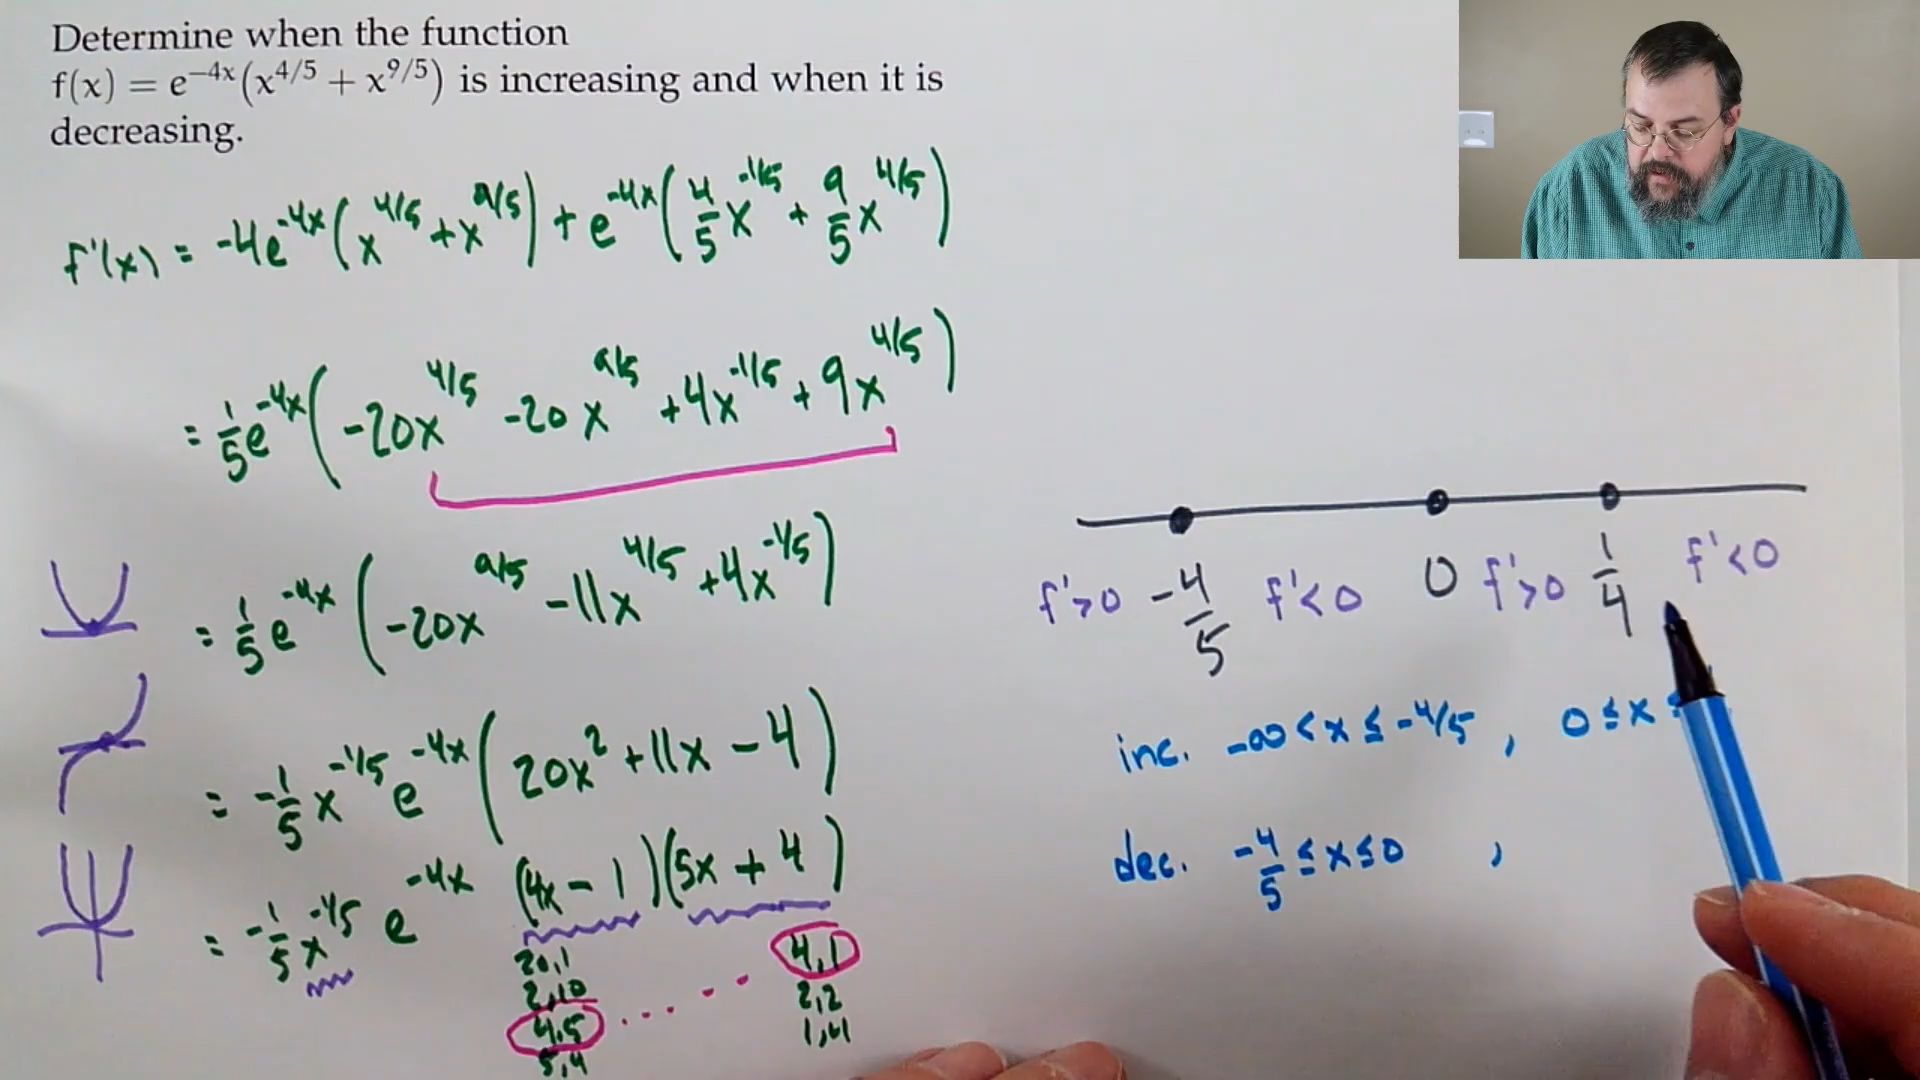 Determine when the function
f(x) = e^{-4x}(x^{4/5} + x^{9/5}) is increasing and when it is
decreasing.
f'(x) = -4e^{-4x}(x^{4/5} + x^{9/5}) + e^{-4x}(4/5 x^{-1/5} + 9/5 x^{4/5})
= 1/5 e^{-4x}(-20x^{4/5} -20x^{9/5} +4x^{-1/5} + 9x^{4/5})
= 1/5 e^{-4x}(-20x^{9/5} -11x^{4/5} +4x^{-1/5})
= -1/5 x^{-1/5} e^{-4x}(20x^2 +11x -4)
= -1/5 x^{-1/5} e^{-4x} (4x-1)(5x+4)
20,1
2,10
4,5
5,4
4,1
2,2
1,4
f'>0 -4/5 f'<0 0 f'>0 1/4 f'<0
inc. -∞<x≤-4/5 , 0≤x≤
dec. -4/5≤x≤0 ,